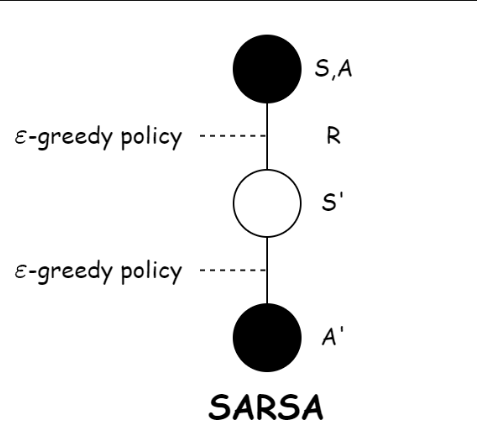 S,A
ε-greedy policy R
S'
ε-greedy policy
A'
SARSA